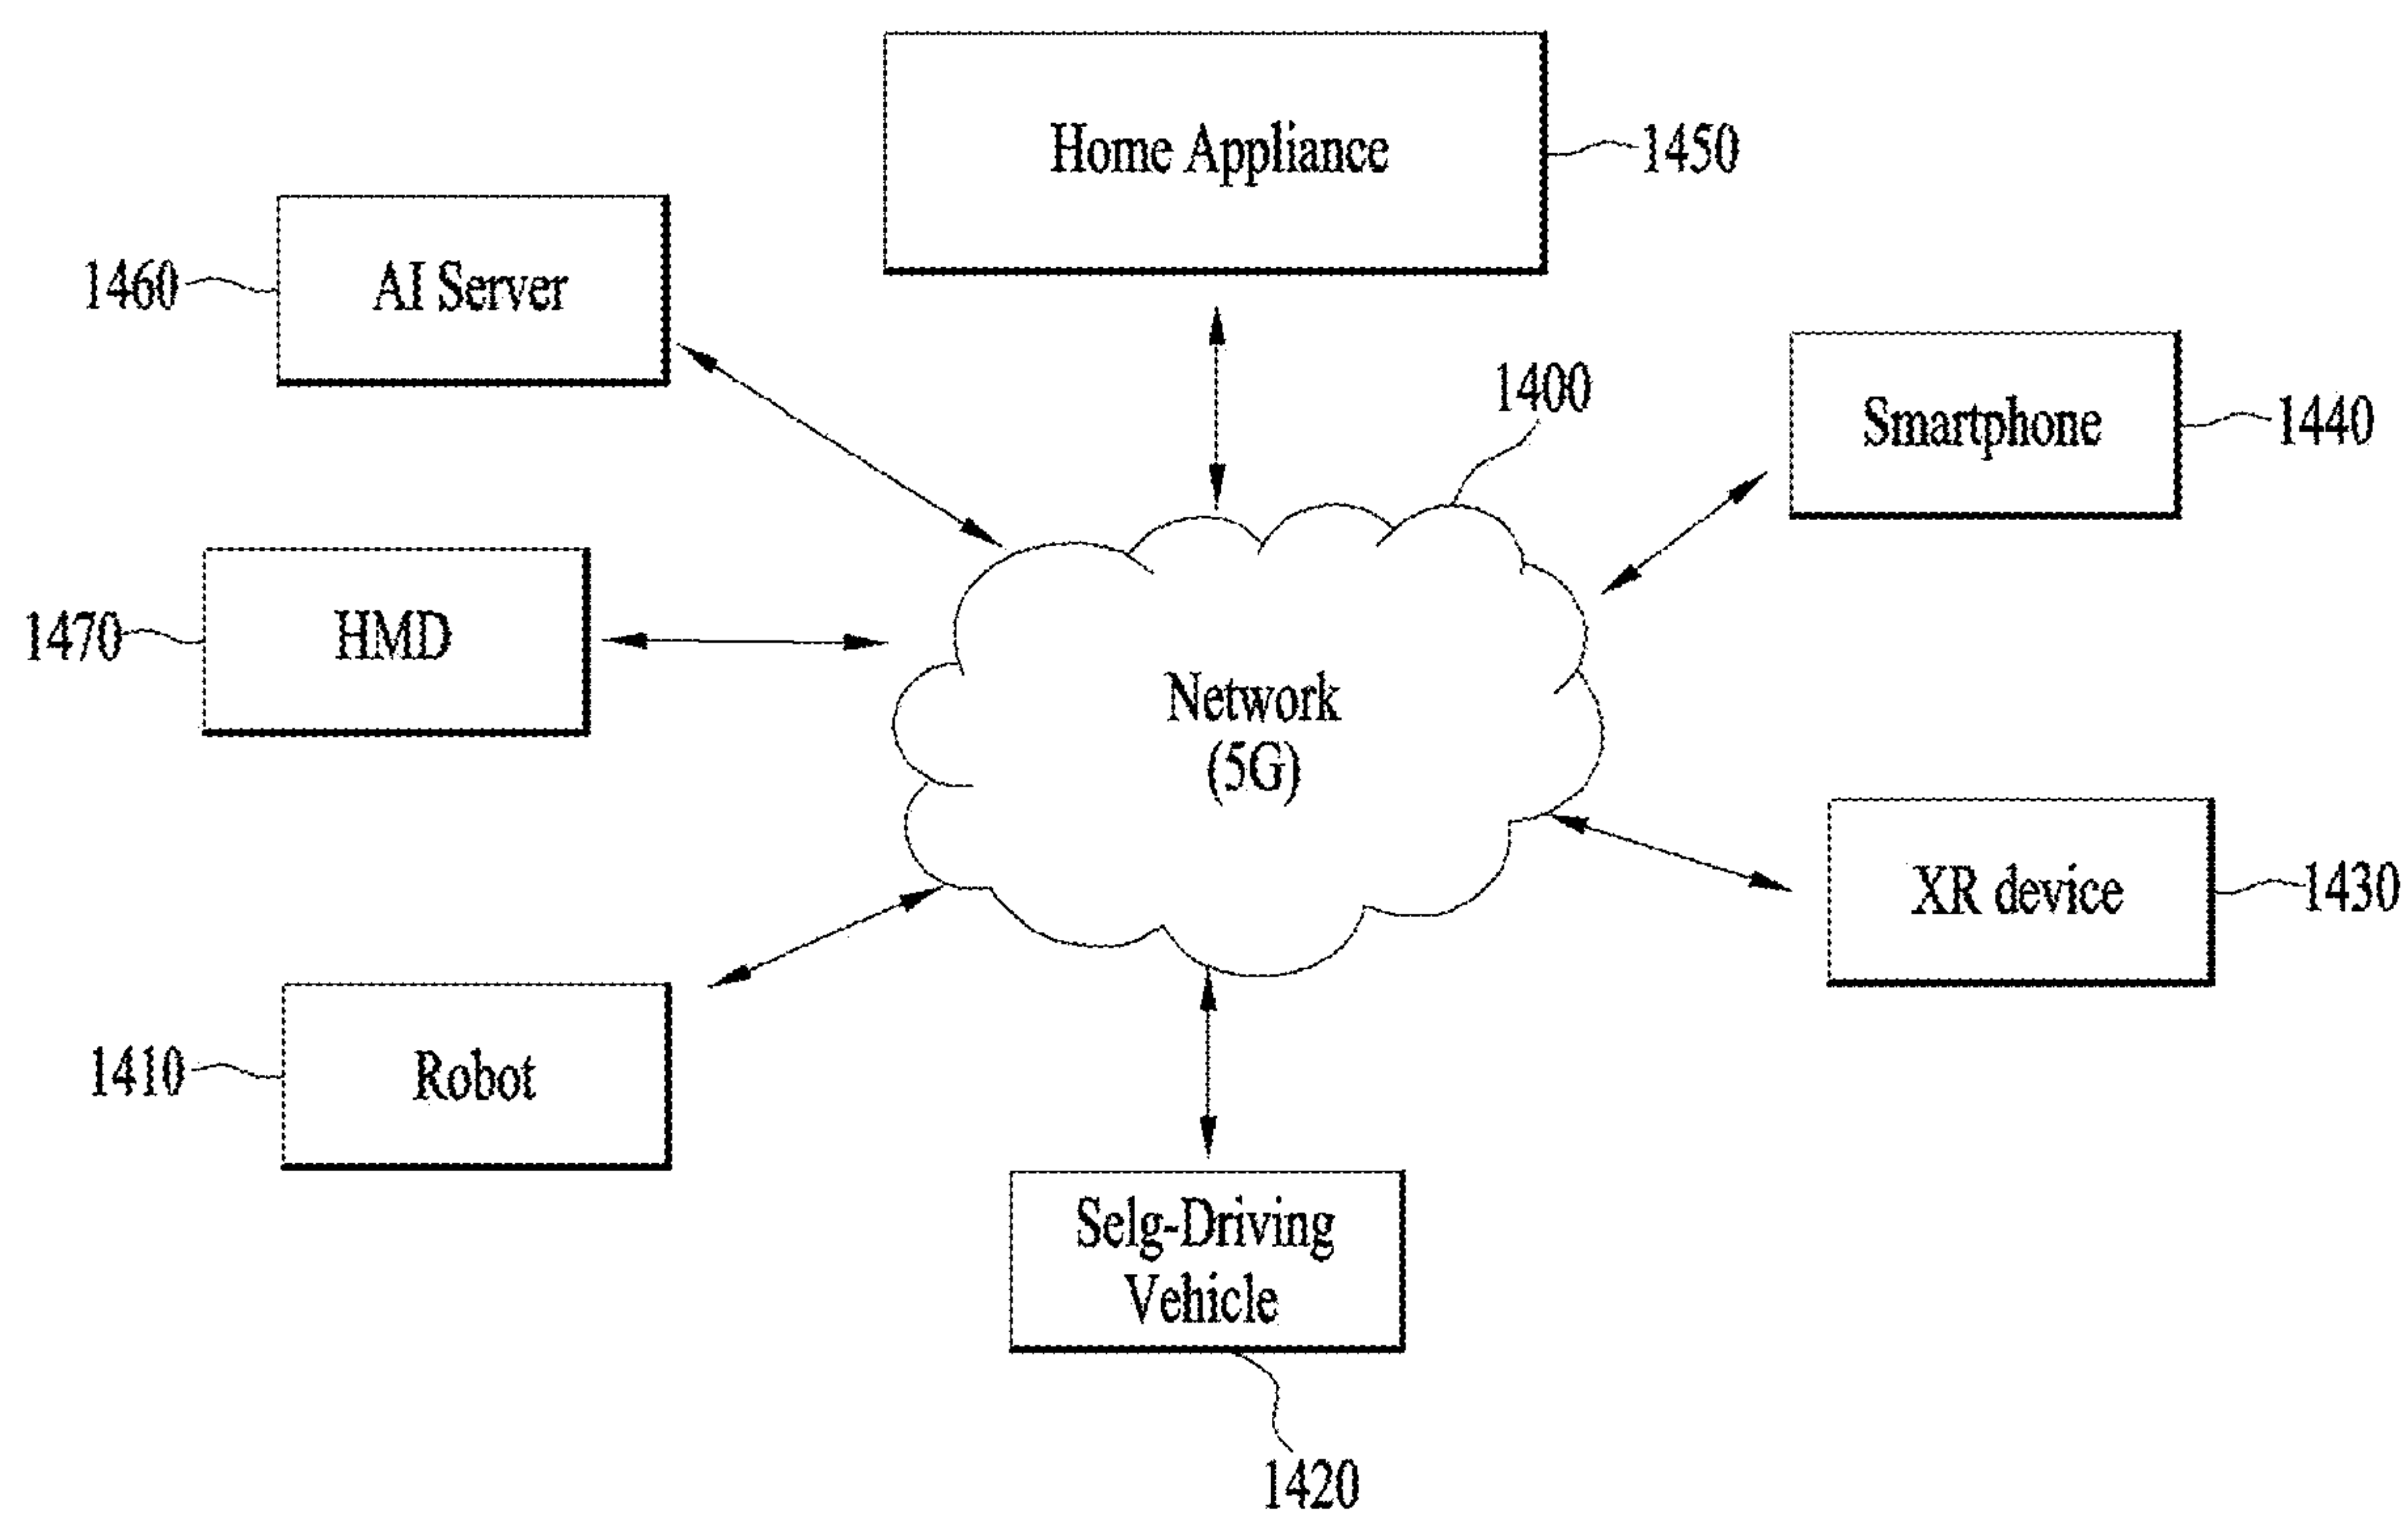 Home Appliance
1450
1460
AI Server
1400
Smartphone
1440
1470
HMD
Network
(5G)
XR device
1430
1410
Robot
Selg-Driving
Vehicle
1420